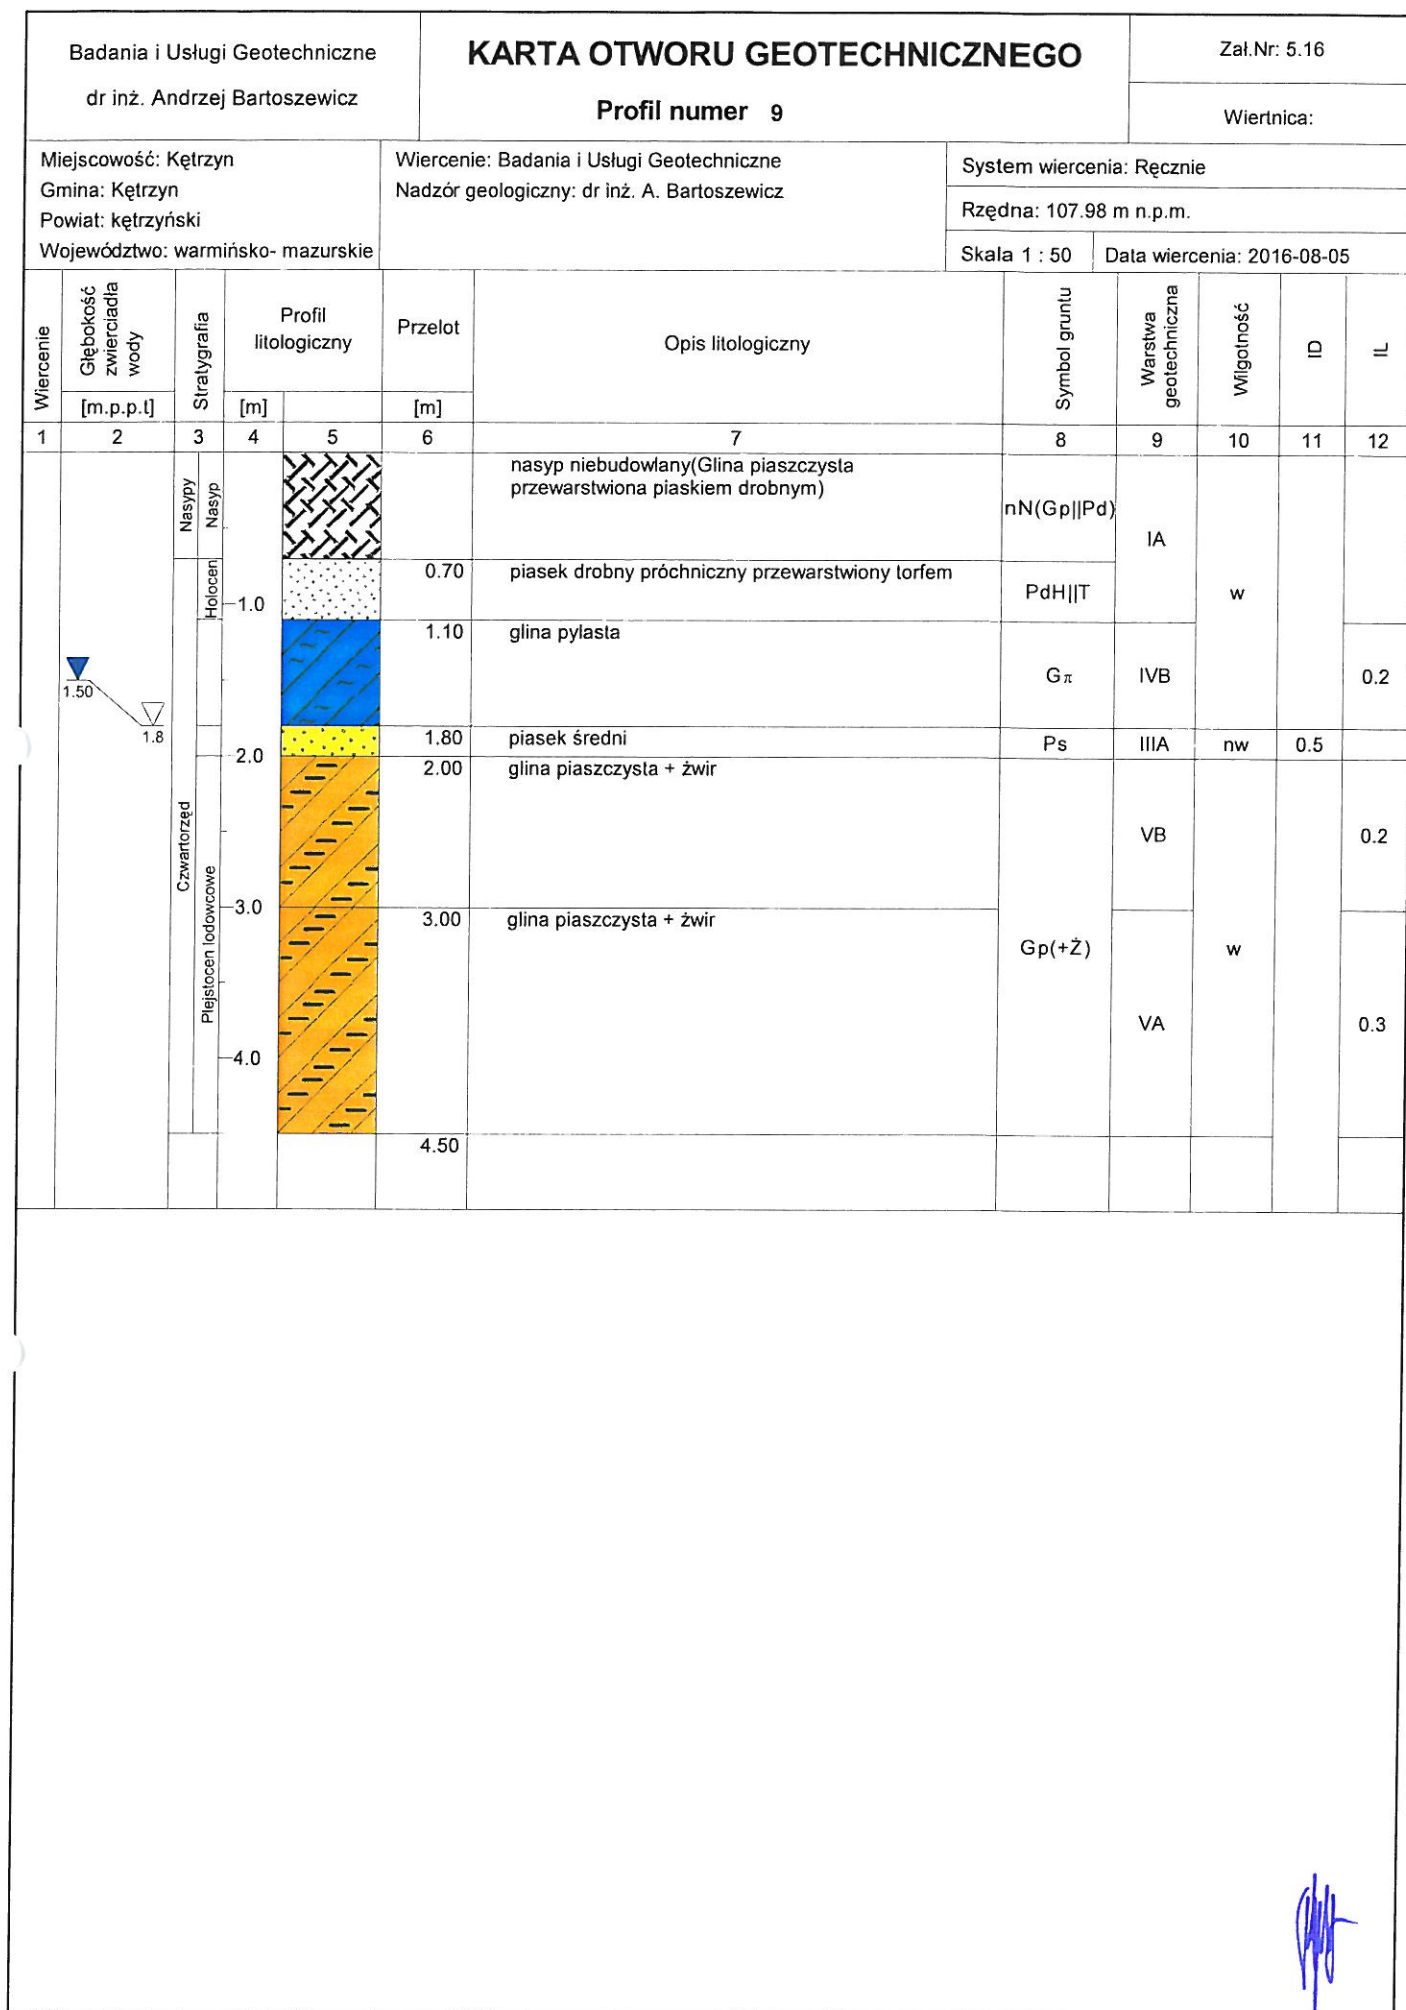 Badania i Usługi Geotechniczne
dr inż. Andrzej Bartoszewicz
KARTA OTWORU GEOTECHNICZNEGO
Profil numer 9
Zał.Nr: 5.16
Wiertnica:
Miejscowość: Kętrzyn
Gmina: Kętrzyn
Powiat: kętrzyński
Województwo: warmińsko- mazurskie
Wiercenie: Badania i Usługi Geotechniczne
Nadzór geologiczny: dr inż. A. Bartoszewicz
System wiercenia: Ręcznie
Rzędna: 107.98 m n.p.m.
Skala 1 : 50
Data wiercenia: 2016-08-05
Wiercenie
Głębokość
zwierciadła
wody
[m.p.p.t]
Stratygrafia
Profil
litologiczny
[m]
Przelot
[m]
Opis litologiczny
Symbol gruntu
Warstwa
geotechniczna
Wilgotność
ID
IL
1 2 3 4 5 6 7 8 9 10 11 12
Nasypy
Nasyp
nasyp niebudowlany(Glina piaszczysta
przewarstwiona piaskiem drobnym)
nN(Gp||Pd)
IA
Holocen
1.0
0.70
piasek drobny próchniczny przewarstwiony torfem
PdH||T
w
1.10
glina pylasta
Gπ
IVB
0.2
1.50
1.8
1.80
piasek średni
Ps
IIIA
nw
0.5
2.0
2.00
glina piaszczysta + żwir
VB
0.2
Czwartorzęd
Plejstocen lodowcowe
3.0
3.00
glina piaszczysta + żwir
Gp(+Ż)
w
VA
0.3
4.0
4.50